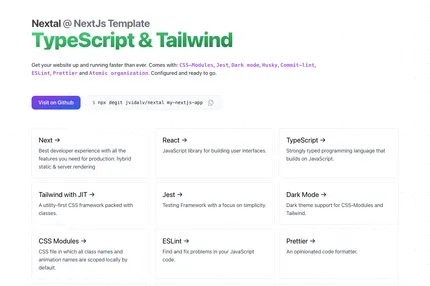 Nextal @ NextJs Template
TypeScript & Tailwind
Get your website up and running faster than ever. Comes with: CSS-Modules, Jest, Dark mode, Husky, Commit-lint,
ESLint, Prettier and Atomic organization. Configured and ready to go.
Visit on Github
$ npx degit jvidalv/nextal my-nextjs-app
Next →
Best developer experience with all the
features you need for production: hybrid
static & server rendering
React →
JavaScript library for building user interfaces.
TypeScript →
Strongly typed programming language that
builds on JavaScript.
Tailwind with JIT →
A utility-first CSS framework packed with
classes.
Jest →
Testing Framework with a focus on simplicity.
Dark Mode →
Dark theme support for CSS-Modules and
Tailwind.
CSS Modules →
CSS file in which all class names and
animation names are scoped locally by
default.
ESLint →
Find and fix problems in your JavaScript
code.
Prettier →
An opinionated code formatter.